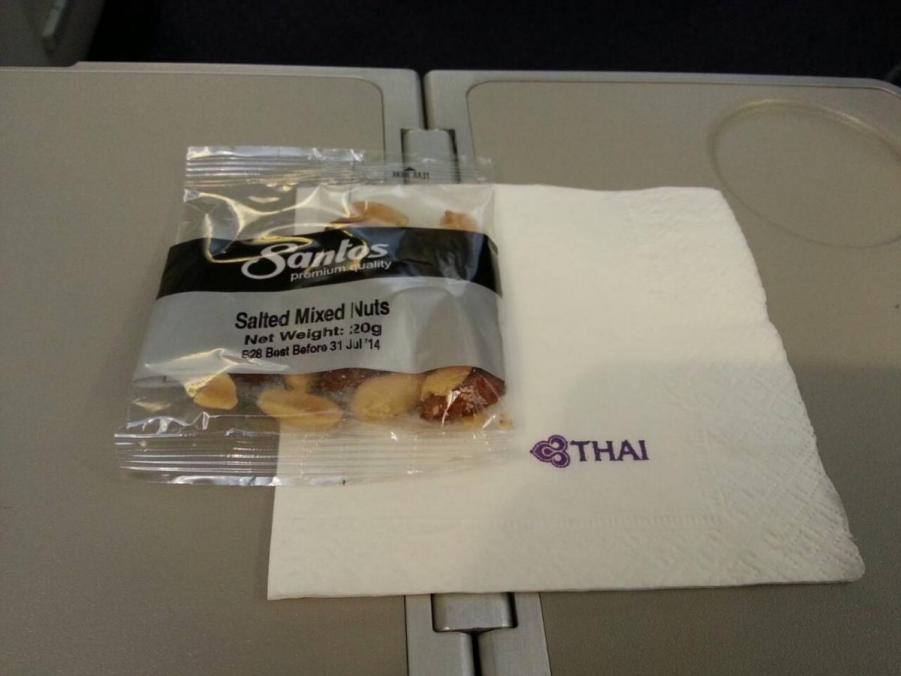 Santos
premium quality
Salted Mixed Nuts
Net Weight: 20g
B28 Best Before 31 Jul '14
THAI